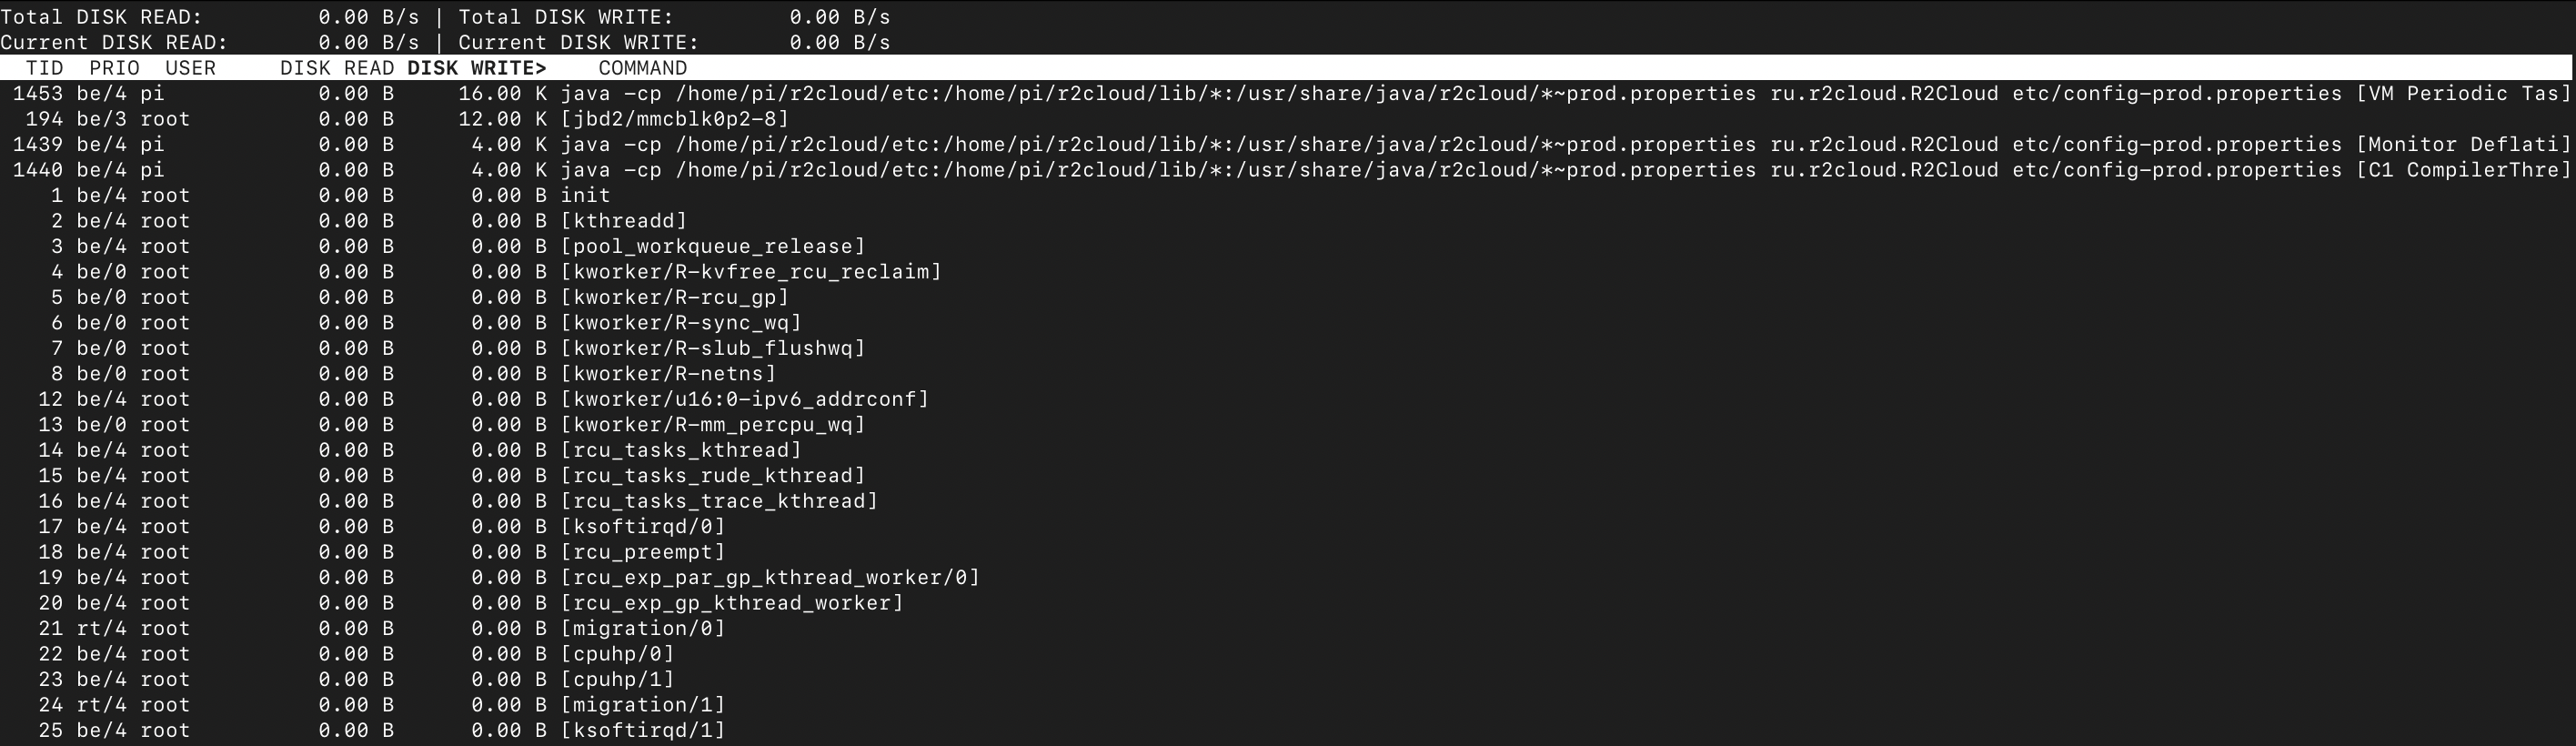 Total DISK READ:         0.00 B/s | Total DISK WRITE:         0.00 B/s
Current DISK READ:       0.00 B/s | Current DISK WRITE:       0.00 B/s
  TID  PRIO  USER     DISK READ DISK WRITE>    COMMAND
 1453 be/4 pi            0.00 B     16.00 K java -cp /home/pi/r2cloud/etc:/home/pi/r2cloud/lib/*:/usr/share/java/r2cloud/*~prod.properties ru.r2cloud.R2Cloud etc/config-prod.properties [VM Periodic Tas]
  194 be/3 root          0.00 B     12.00 K [jbd2/mmcblk0p2-8]
 1439 be/4 pi            0.00 B      4.00 K java -cp /home/pi/r2cloud/etc:/home/pi/r2cloud/lib/*:/usr/share/java/r2cloud/*~prod.properties ru.r2cloud.R2Cloud etc/config-prod.properties [Monitor Deflati]
 1440 be/4 pi            0.00 B      4.00 K java -cp /home/pi/r2cloud/etc:/home/pi/r2cloud/lib/*:/usr/share/java/r2cloud/*~prod.properties ru.r2cloud.R2Cloud etc/config-prod.properties [C1 CompilerThre]
    1 be/4 root          0.00 B      0.00 B init
    2 be/4 root          0.00 B      0.00 B [kthreadd]
    3 be/4 root          0.00 B      0.00 B [pool_workqueue_release]
    4 be/0 root          0.00 B      0.00 B [kworker/R-kvfree_rcu_reclaim]
    5 be/0 root          0.00 B      0.00 B [kworker/R-rcu_gp]
    6 be/0 root          0.00 B      0.00 B [kworker/R-sync_wq]
    7 be/0 root          0.00 B      0.00 B [kworker/R-slub_flushwq]
    8 be/0 root          0.00 B      0.00 B [kworker/R-netns]
   12 be/4 root          0.00 B      0.00 B [kworker/u16:0-ipv6_addrconf]
   13 be/0 root          0.00 B      0.00 B [kworker/R-mm_percpu_wq]
   14 be/4 root          0.00 B      0.00 B [rcu_tasks_kthread]
   15 be/4 root          0.00 B      0.00 B [rcu_tasks_rude_kthread]
   16 be/4 root          0.00 B      0.00 B [rcu_tasks_trace_kthread]
   17 be/4 root          0.00 B      0.00 B [ksoftirqd/0]
   18 be/4 root          0.00 B      0.00 B [rcu_preempt]
   19 be/4 root          0.00 B      0.00 B [rcu_exp_par_gp_kthread_worker/0]
   20 be/4 root          0.00 B      0.00 B [rcu_exp_gp_kthread_worker]
   21 rt/4 root          0.00 B      0.00 B [migration/0]
   22 be/4 root          0.00 B      0.00 B [cpuhp/0]
   23 be/4 root          0.00 B      0.00 B [cpuhp/1]
   24 rt/4 root          0.00 B      0.00 B [migration/1]
   25 be/4 root          0.00 B      0.00 B [ksoftirqd/1]